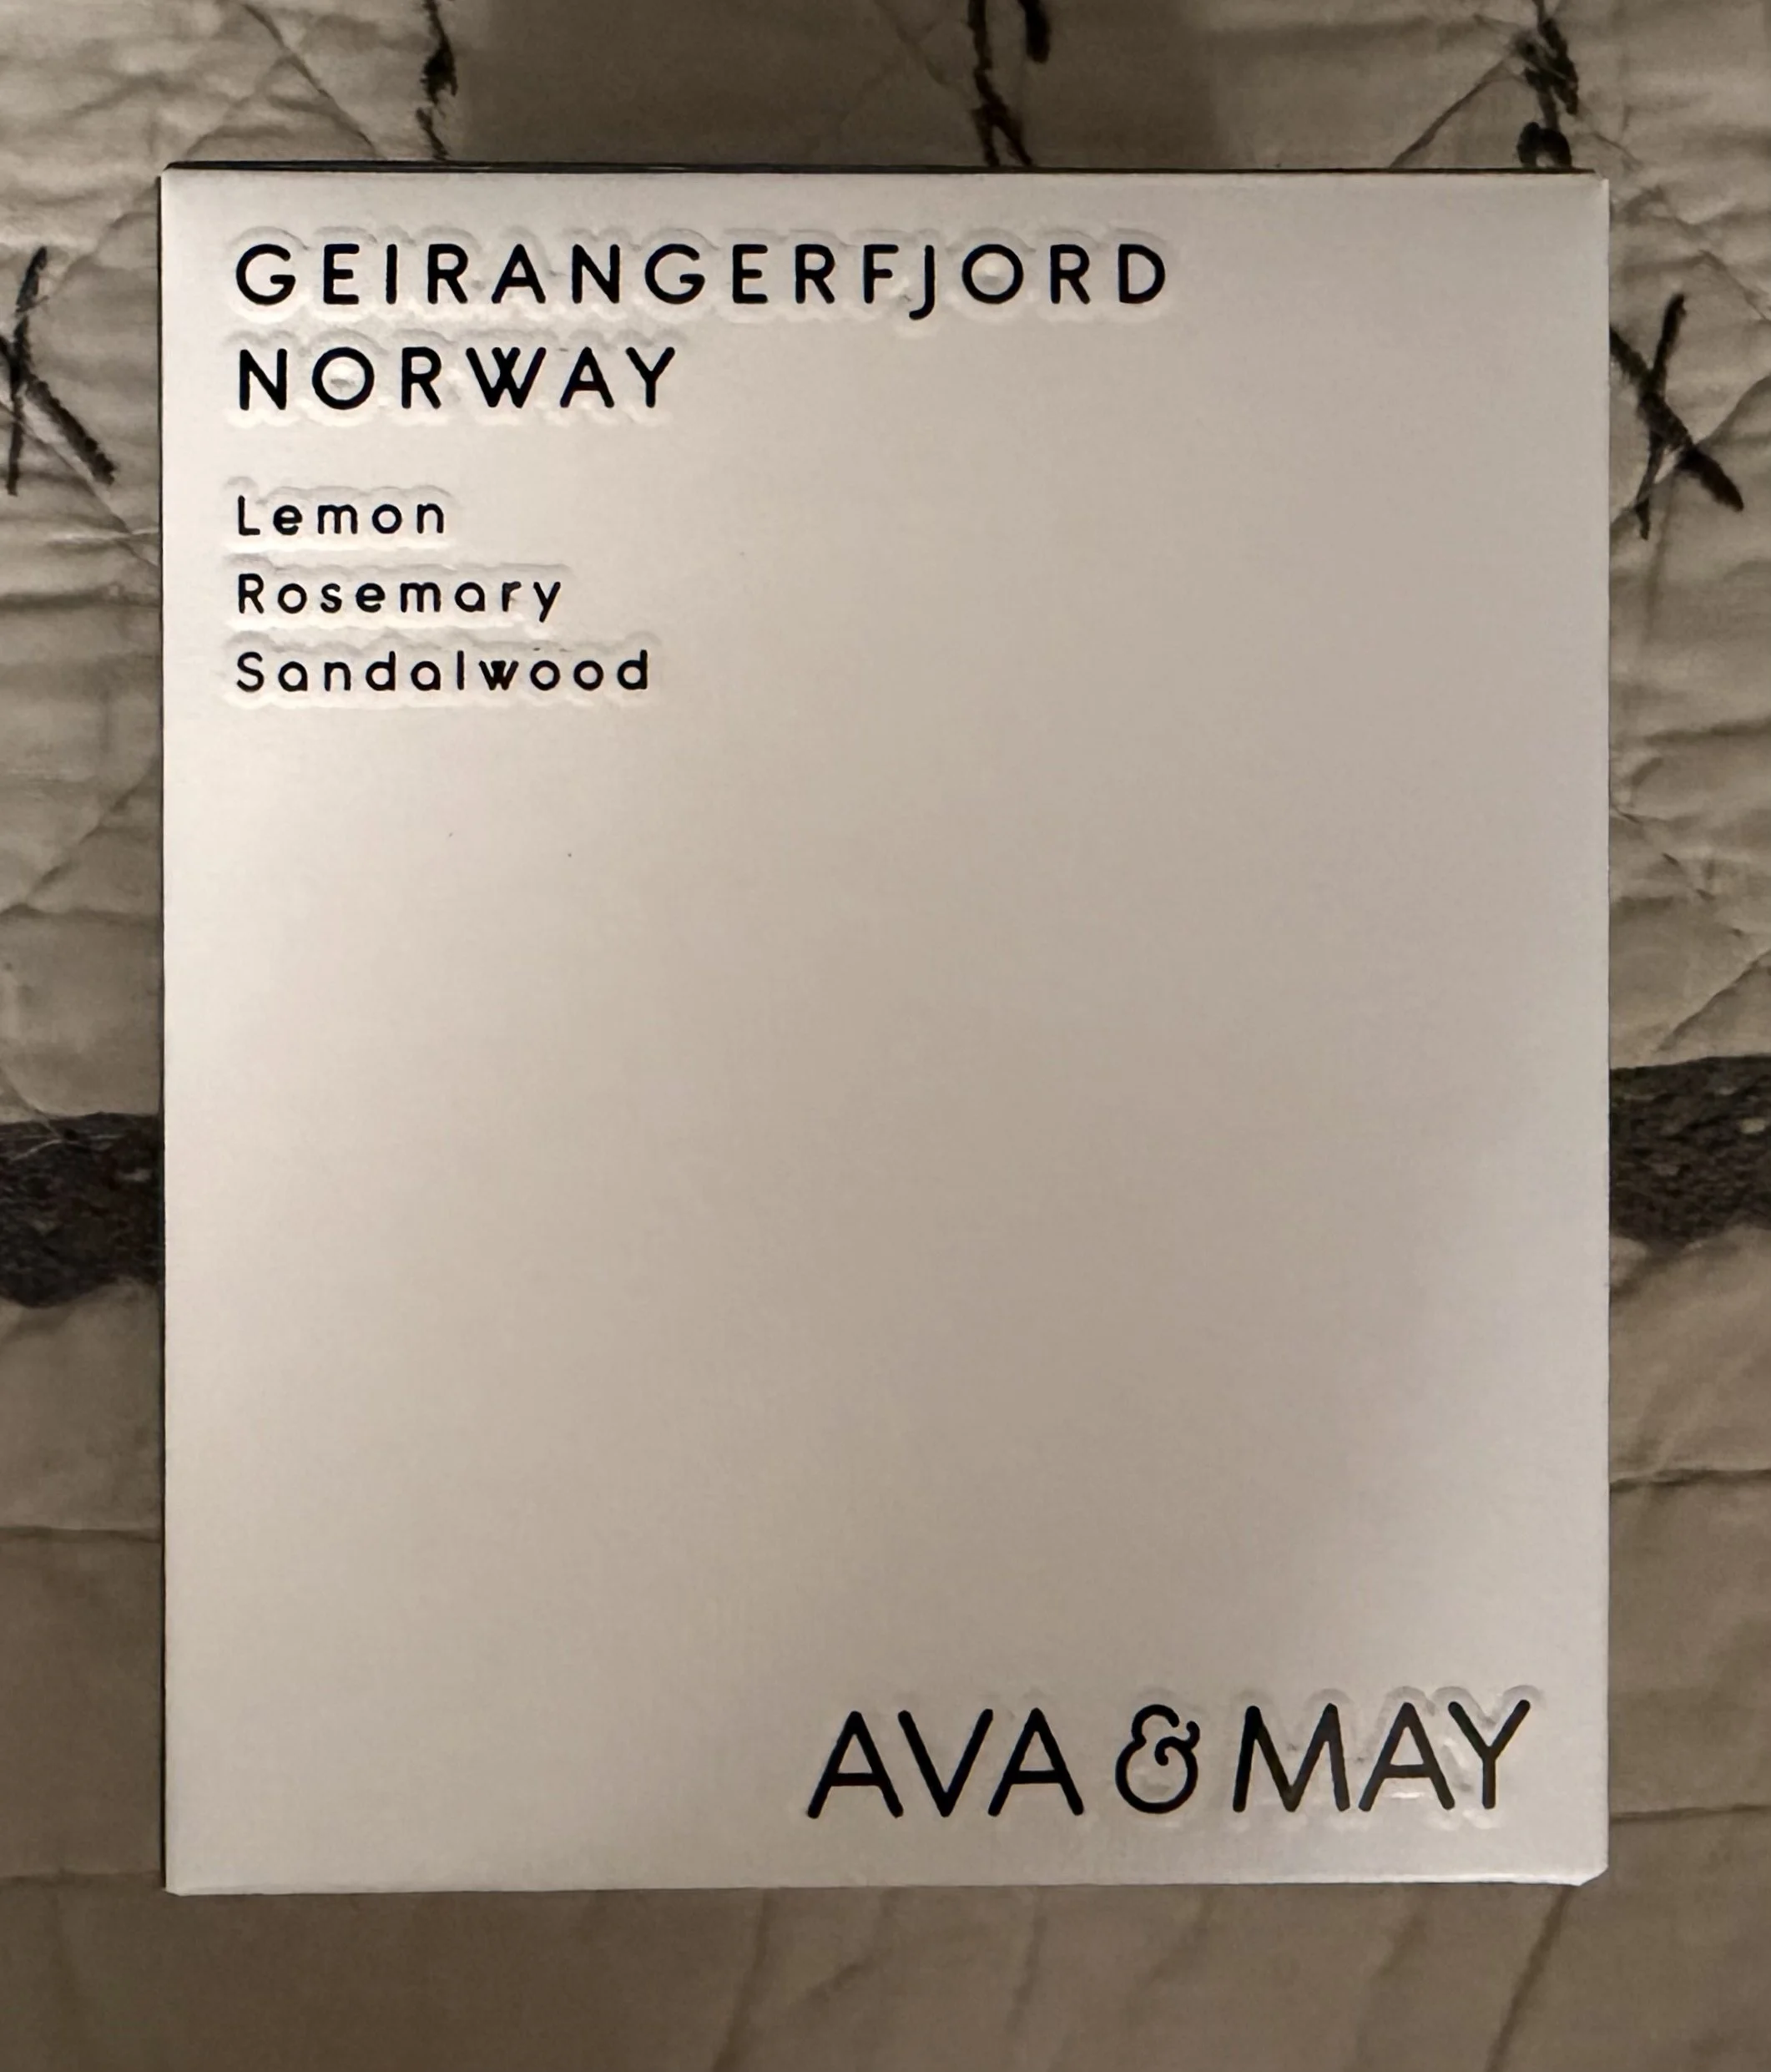 GEIRANGERFJORD
NORWAY
Lemon
Rosemary
Sandalwood
AVA & MAY